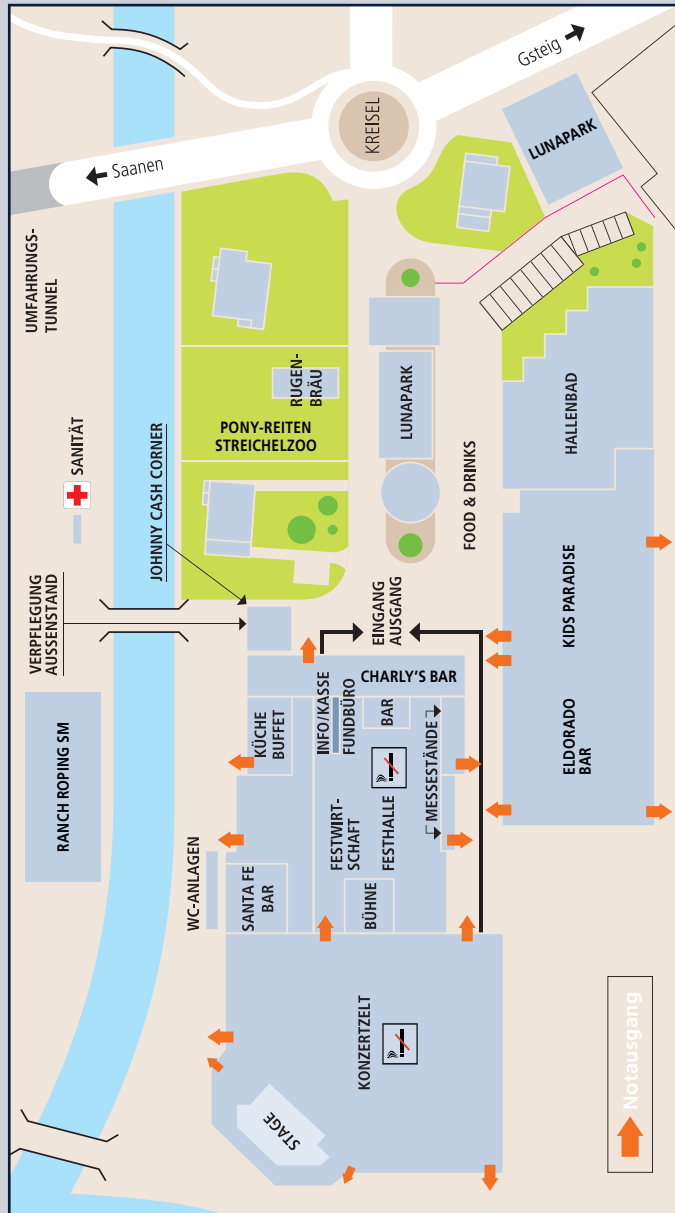 Gsteig
Saanen
KREISEL
LUNAPARK
UMFAHRUNGS-
TUNNEL
RUGEN-
BRÄU
PONY-REITEN
STREICHELZOO
LUNAPARK
SANITÄT
JOHNNY CASH CORNER
FOOD & DRINKS
HALLENBAD
VERPFLEGUNG
AUSSENSTAND
EINGANG
AUSGANG
KIDS PARADISE
CHARLY'S BAR
RANCH ROPING SM
KÜCHE
BUFFET
INFO/KASSE
FUNDBÜRO
BAR
MESSESTÄNDE
ELDORADO
BAR
FESTWIRT-
SCHAFT
FESTHALLE
WC-ANLAGEN
SANTA FE
BAR
BÜHNE
KONZERTZELT
STAGE
Notausgang